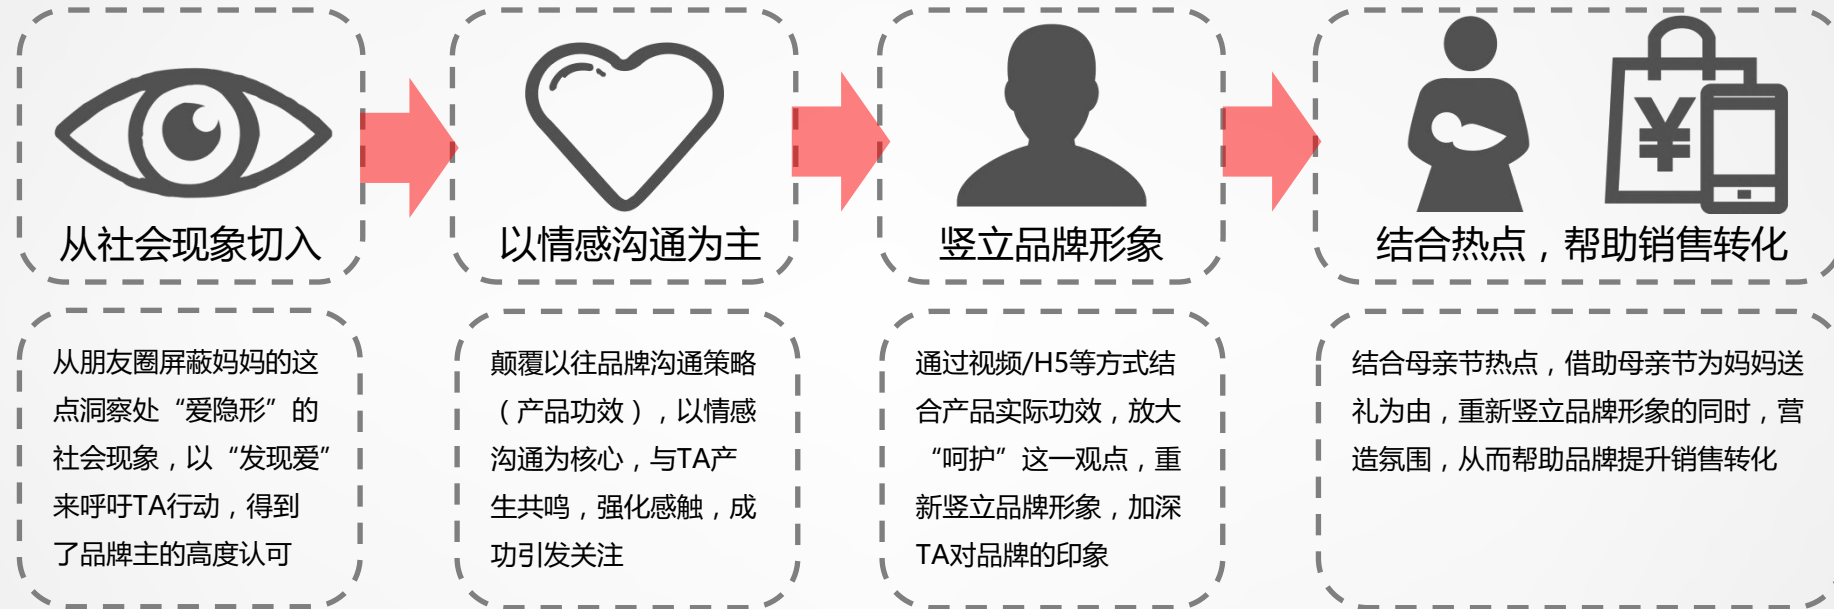 从社会现象切入
以情感沟通为主
竖立品牌形象
结合热点，帮助销售转化
从朋友圈屏蔽妈妈的这
点洞察处“爱隐形”的
社会现象，以“发现爱”
来呼吁TA行动，得到
了品牌主的高度认可
颠覆以往品牌沟通策略
（产品功效），以情感
沟通为核心，与TA产
生共鸣，强化感触，成
功引发关注
通过视频/H5等方式结
合产品实际功效，放大
“呵护”这一观点，重
新竖立品牌形象，加深
TA对品牌的印象
结合母亲节热点，借助母亲节为妈妈送
礼为由，重新竖立品牌形象的同时，营
造氛围，从而帮助品牌提升销售转化